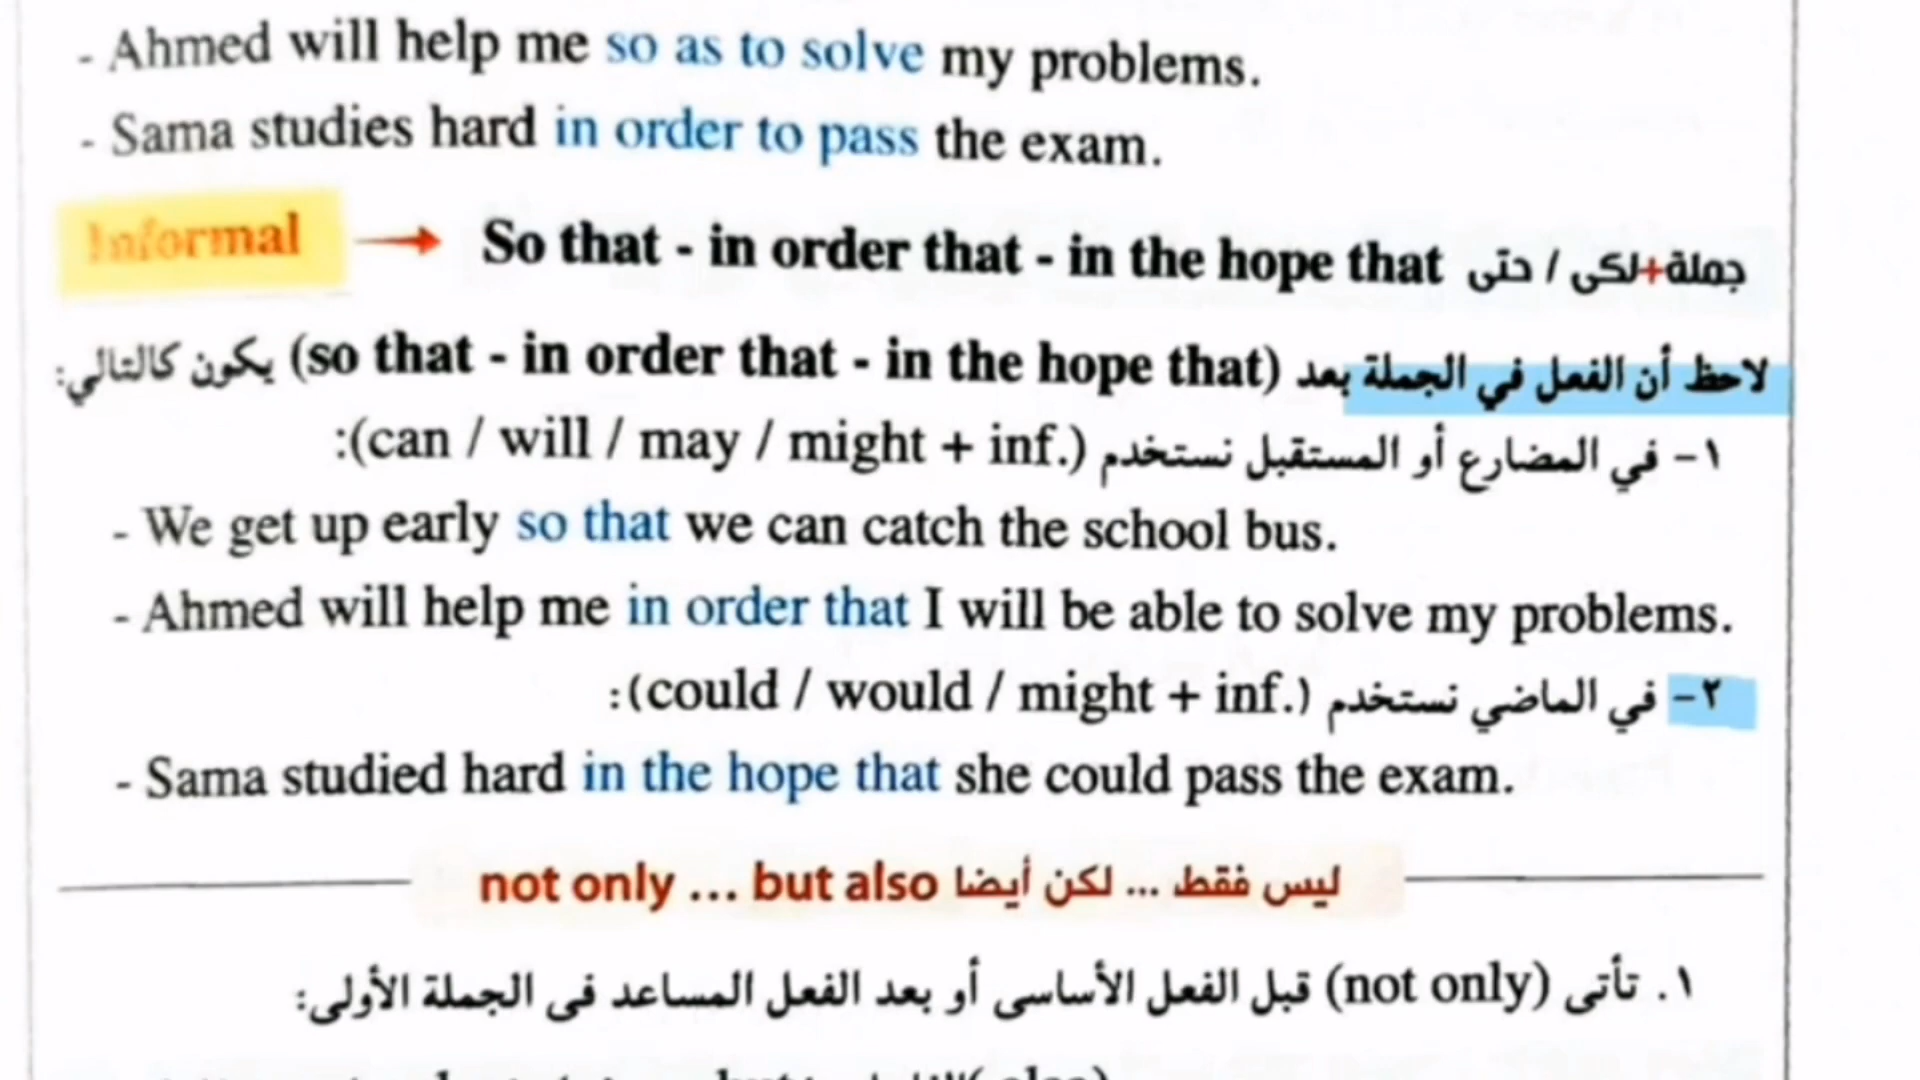 - Ahmed will help me so as to solve my problems.
- Sama studies hard in order to pass the exam.
Informal → So that - in order that - in the hope that لكى / حتى+جملة
لاحظ أن الفعل في الجملة بعد (so that - in order that - in the hope that) يكون كالتالي:
١- في المضارع أو المستقبل نستخدم (can / will / may / might + inf.):
- We get up early so that we can catch the school bus.
- Ahmed will help me in order that I will be able to solve my problems.
٢- في الماضي نستخدم (could / would / might + inf.):
- Sama studied hard in the hope that she could pass the exam.
not only ... but also ليس فقط ... لكن أيضا
١. تأتى (not only) قبل الفعل الأساسى أو بعد الفعل المساعد فى الجملة الأولى: